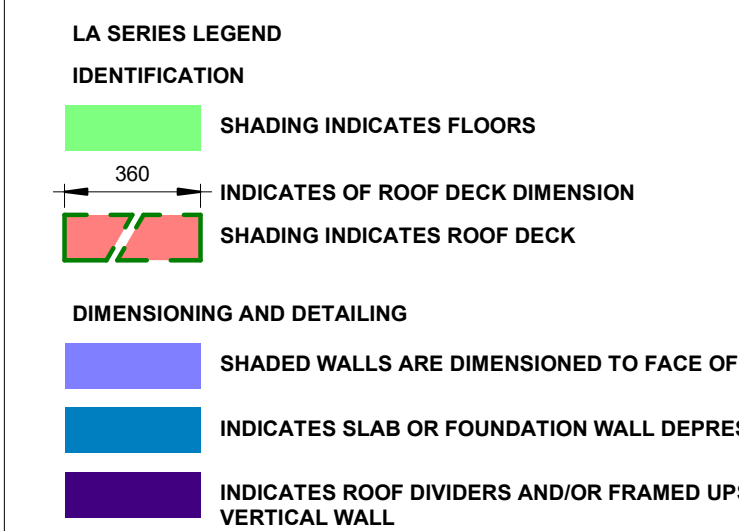 LA SERIES LEGEND
IDENTIFICATION
SHADING INDICATES FLOORS
360
INDICATES OF ROOF DECK DIMENSION
SHADING INDICATES ROOF DECK
DIMENSIONING AND DETAILING
SHADED WALLS ARE DIMENSIONED TO FACE OF
INDICATES SLAB OR FOUNDATION WALL
INDICATES ROOF DIVIDERS AND/OR FRAMED
VERTICAL WALL